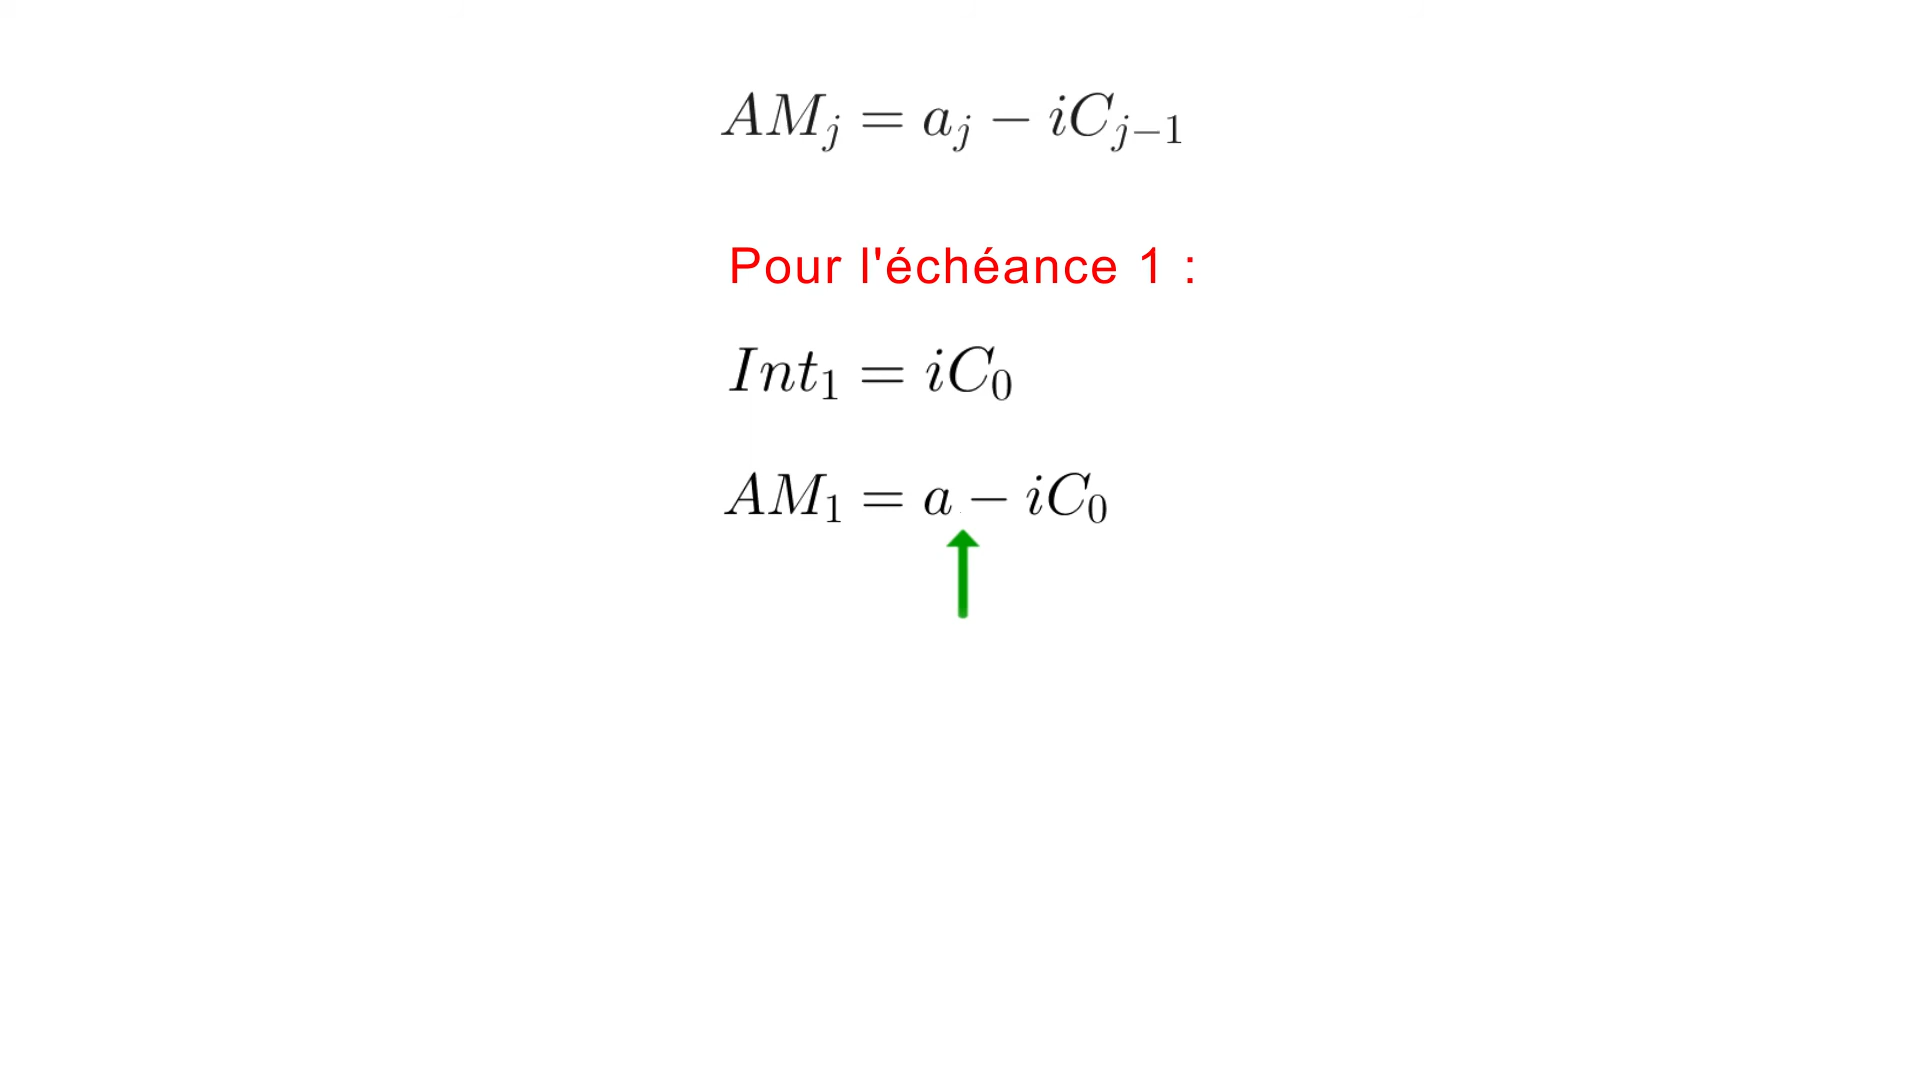 AM_j = a_j − iC_{j−1}
Pour l'échéance 1 :
Int_1 = iC_0
AM_1 = a − iC_0